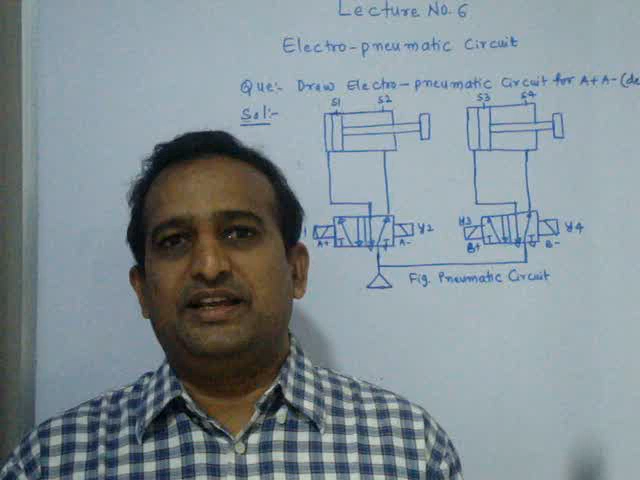 Lecture No. 6
Electro-pneumatic Circuit
Que:- Draw Electro-pneumatic Circuit for A+A-(de
Sol:-
S1 S2 S3 S4
A+ A- Y2 Y3 B+ B- Y4
Fig. Pneumatic Circuit